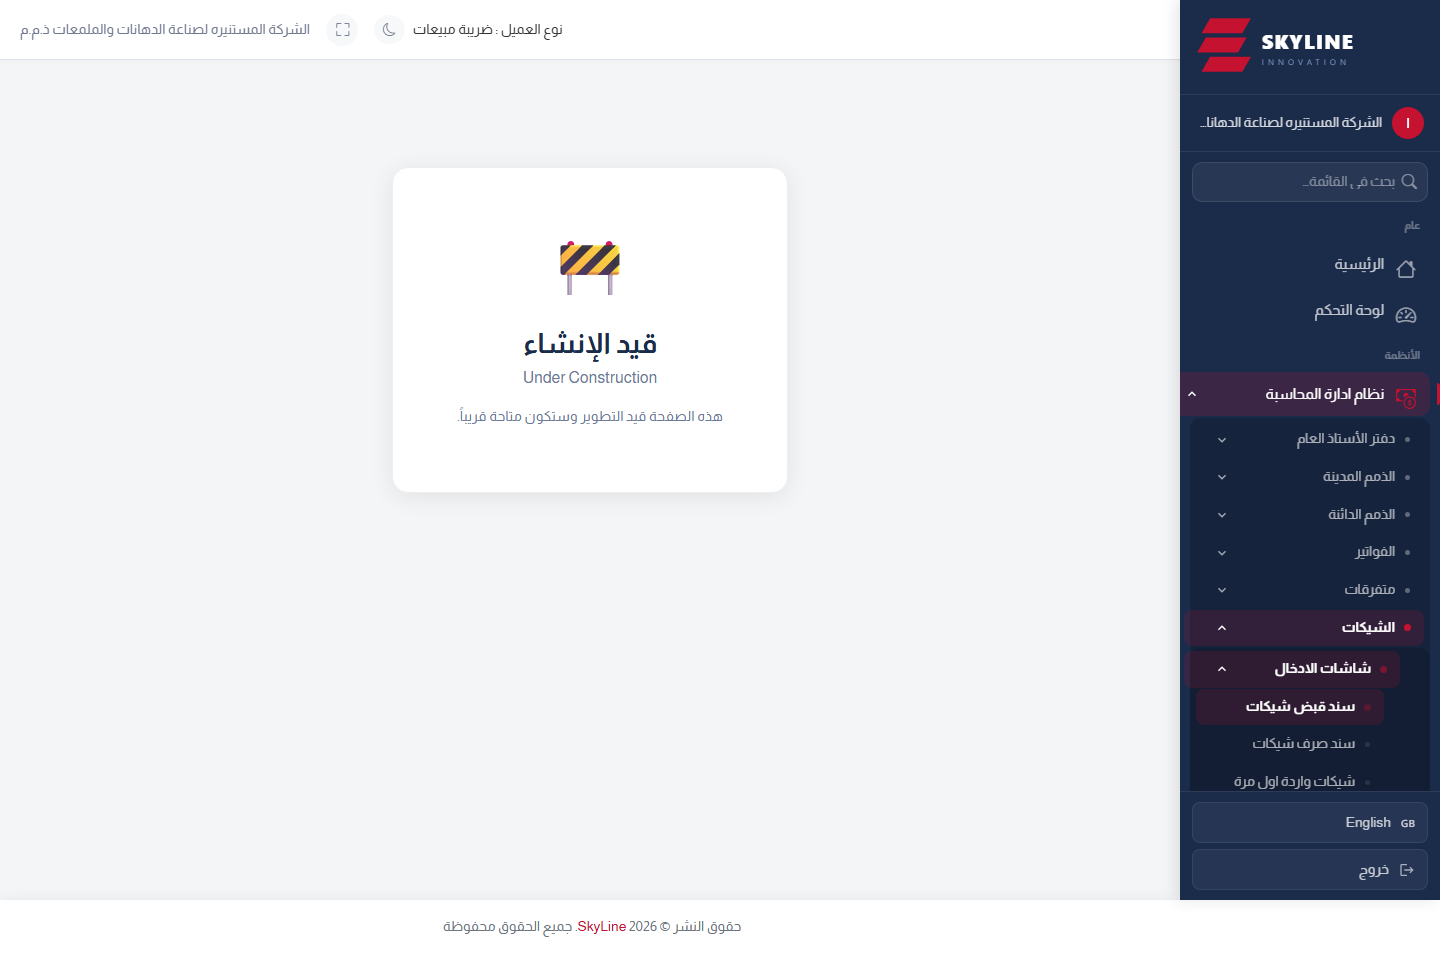 SKYLINE
INNOVATION
ا
الشركة المستنيره لصناعة الدهانا...
بحث في القائمة...
عام
الرئيسية
لوحة التحكم
الأنظمة
نظام ادارة المحاسبة
دفتر الأستاذ العام
الذمم المدينة
الذمم الدائنة
الفواتير
متفرقات
الشيكات
شاشات الادخال
سند قبض شيكات
سند صرف شيكات
شيكات واردة اول مرة
GB English
خروج
نوع العميل : ضريبة مبيعات
الشركة المستنيره لصناعة الدهانات والملمعات ذ.م.م
قيد الإنشاء
Under Construction
هذه الصفحة قيد التطوير وستكون متاحة قريباً.
حقوق النشر © 2026 SkyLine. جميع الحقوق محفوظة